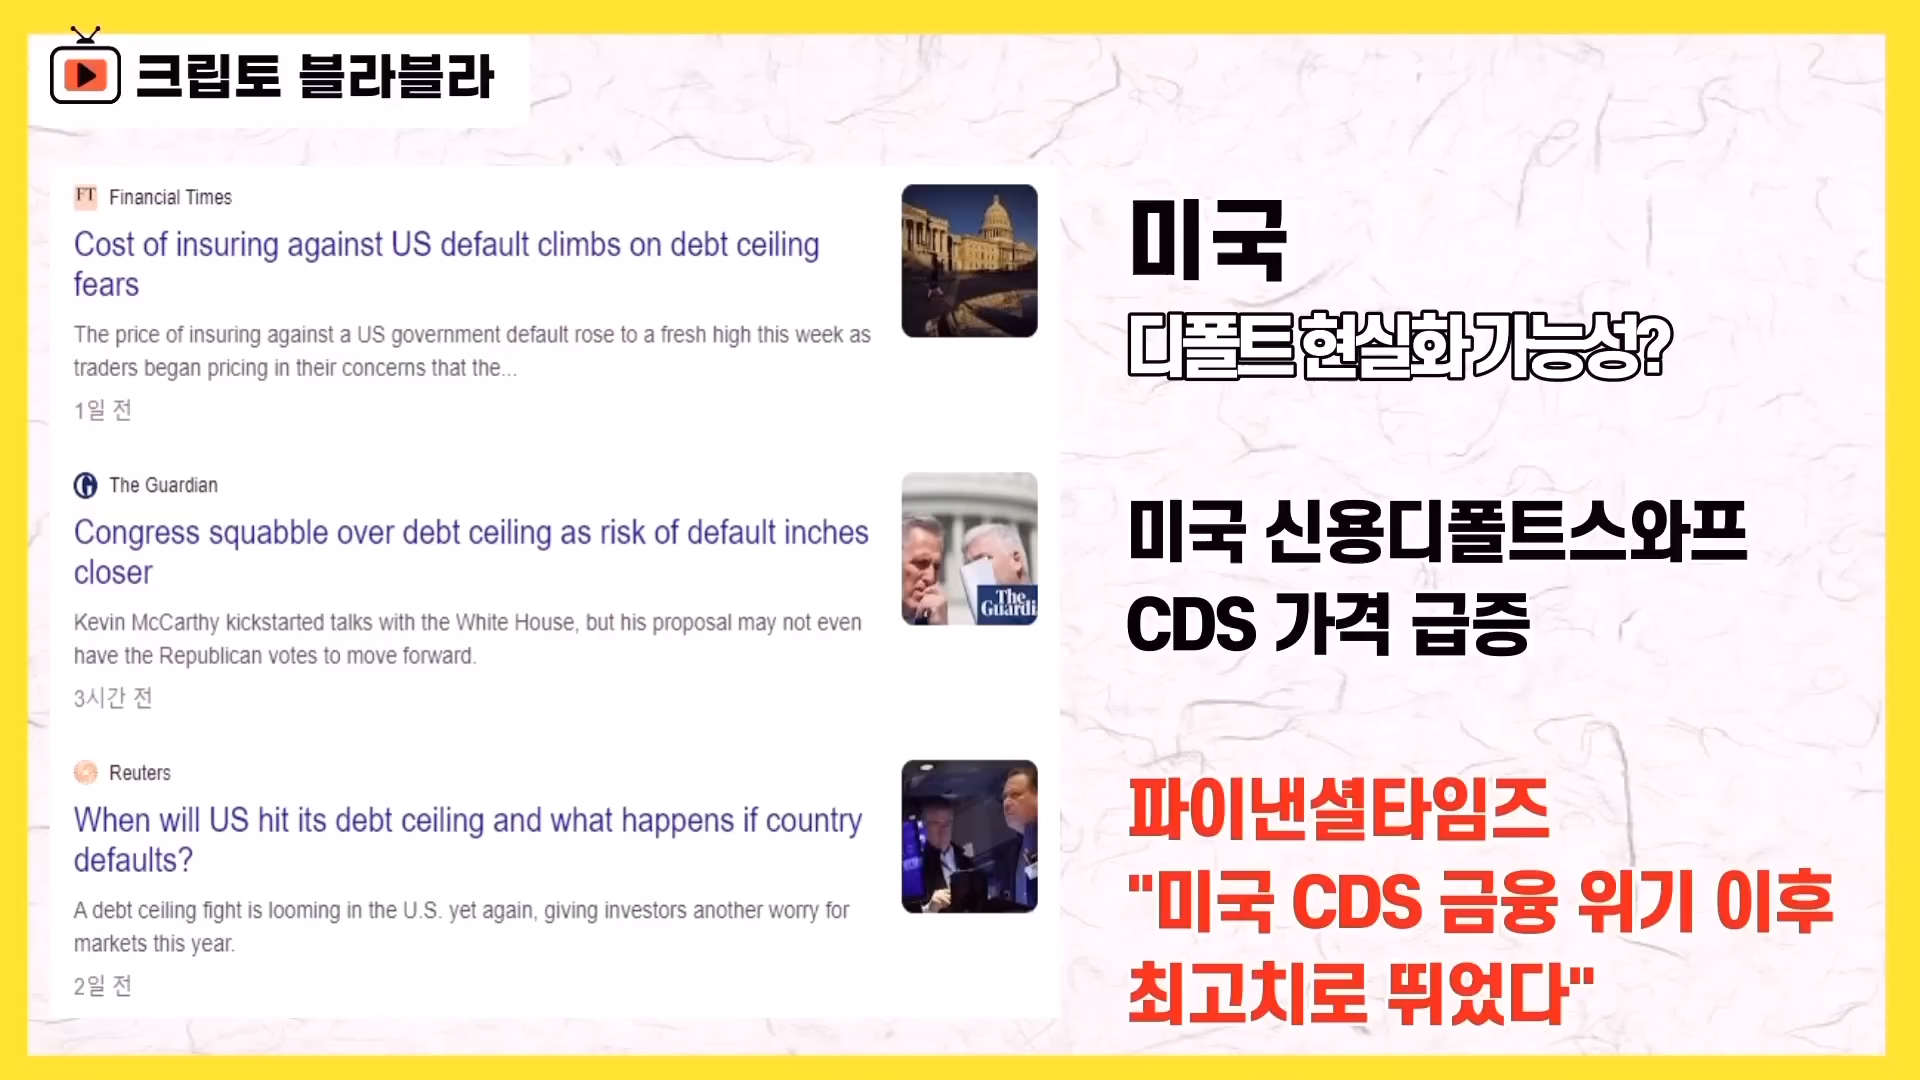 크립토 블라블라
FT Financial Times
Cost of insuring against US default climbs on debt ceiling
fears
The price of insuring against a US government default rose to a fresh high this week as
traders began pricing in their concerns that the...
1일 전
The Guardian
Congress squabble over debt ceiling as risk of default inches
closer
Kevin McCarthy kickstarted talks with the White House, but his proposal may not even
have the Republican votes to move forward.
3시간 전
The
Guardi
Reuters
When will US hit its debt ceiling and what happens if country
defaults?
A debt ceiling fight is looming in the U.S. yet again, giving investors another worry for
markets this year.
2일 전
미국
디폴트 현실화 가능성?
미국 신용디폴트스와프
CDS 가격 급증
파이낸셜타임즈
"미국 CDS 금융 위기 이후
최고치로 뛰었다"